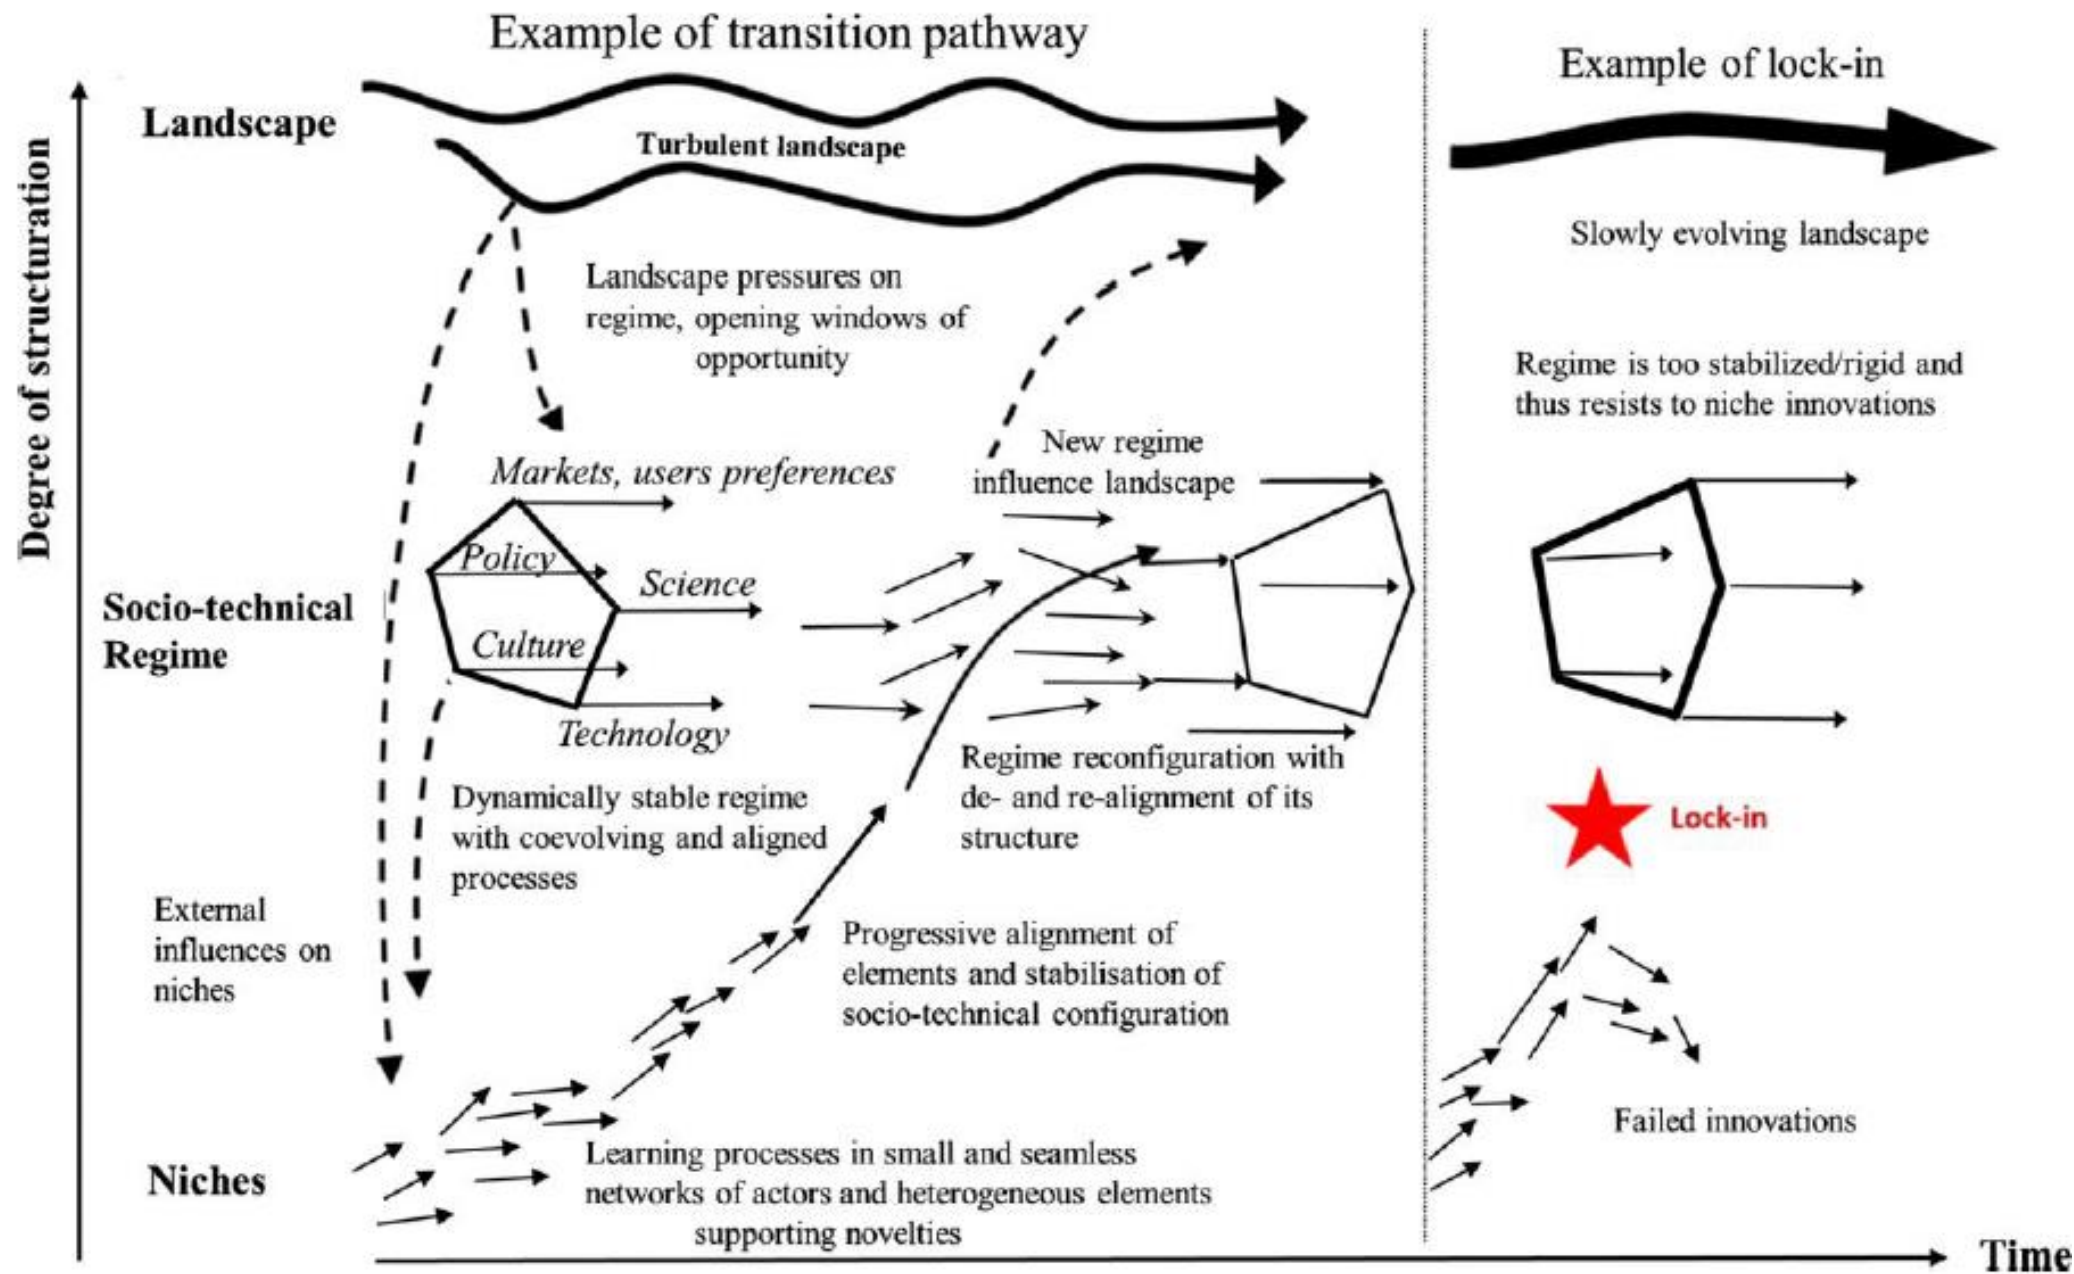 Example of transition pathway
Example of lock-in
Landscape
Turbulent landscape
Slowly evolving landscape
Degree of structuration
Landscape pressures on
regime, opening windows of
opportunity
Regime is too stabilized/rigid and
thus resists to niche innovations
New regime
influence landscape
Markets, users preferences
Policy
Science
Culture
Technology
Socio-technical
Regime
Dynamically stable regime
with coevolving and aligned
processes
Regime reconfiguration with
de- and re-alignment of its
structure
Lock-in
External
influences on
niches
Progressive alignment of
elements and stabilisation of
socio-technical configuration
Failed innovations
Niches
Learning processes in small and seamless
networks of actors and heterogeneous elements
supporting novelties
Time